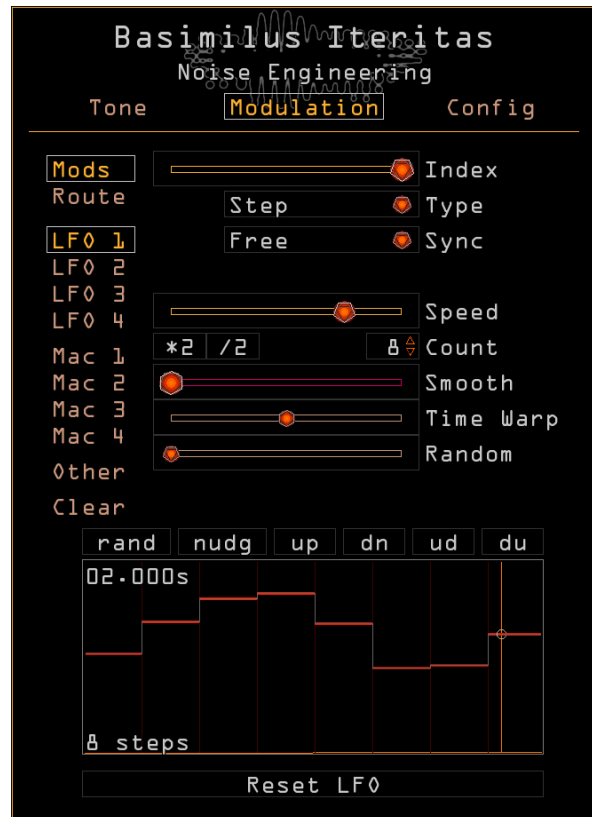 Basimilus Iteritas
Noise Engineering
Tone Modulation Config
Mods Index
Route Step Type
LFO 1 Free Sync
LFO 2
LFO 3
LFO 4 Speed
Mac 1 *2 /2 8 Count
Mac 2 Smooth
Mac 3 Time Warp
Mac 4
Other Random
Clear
rand nudg up dn ud du
02.000s
8 steps
Reset LFO